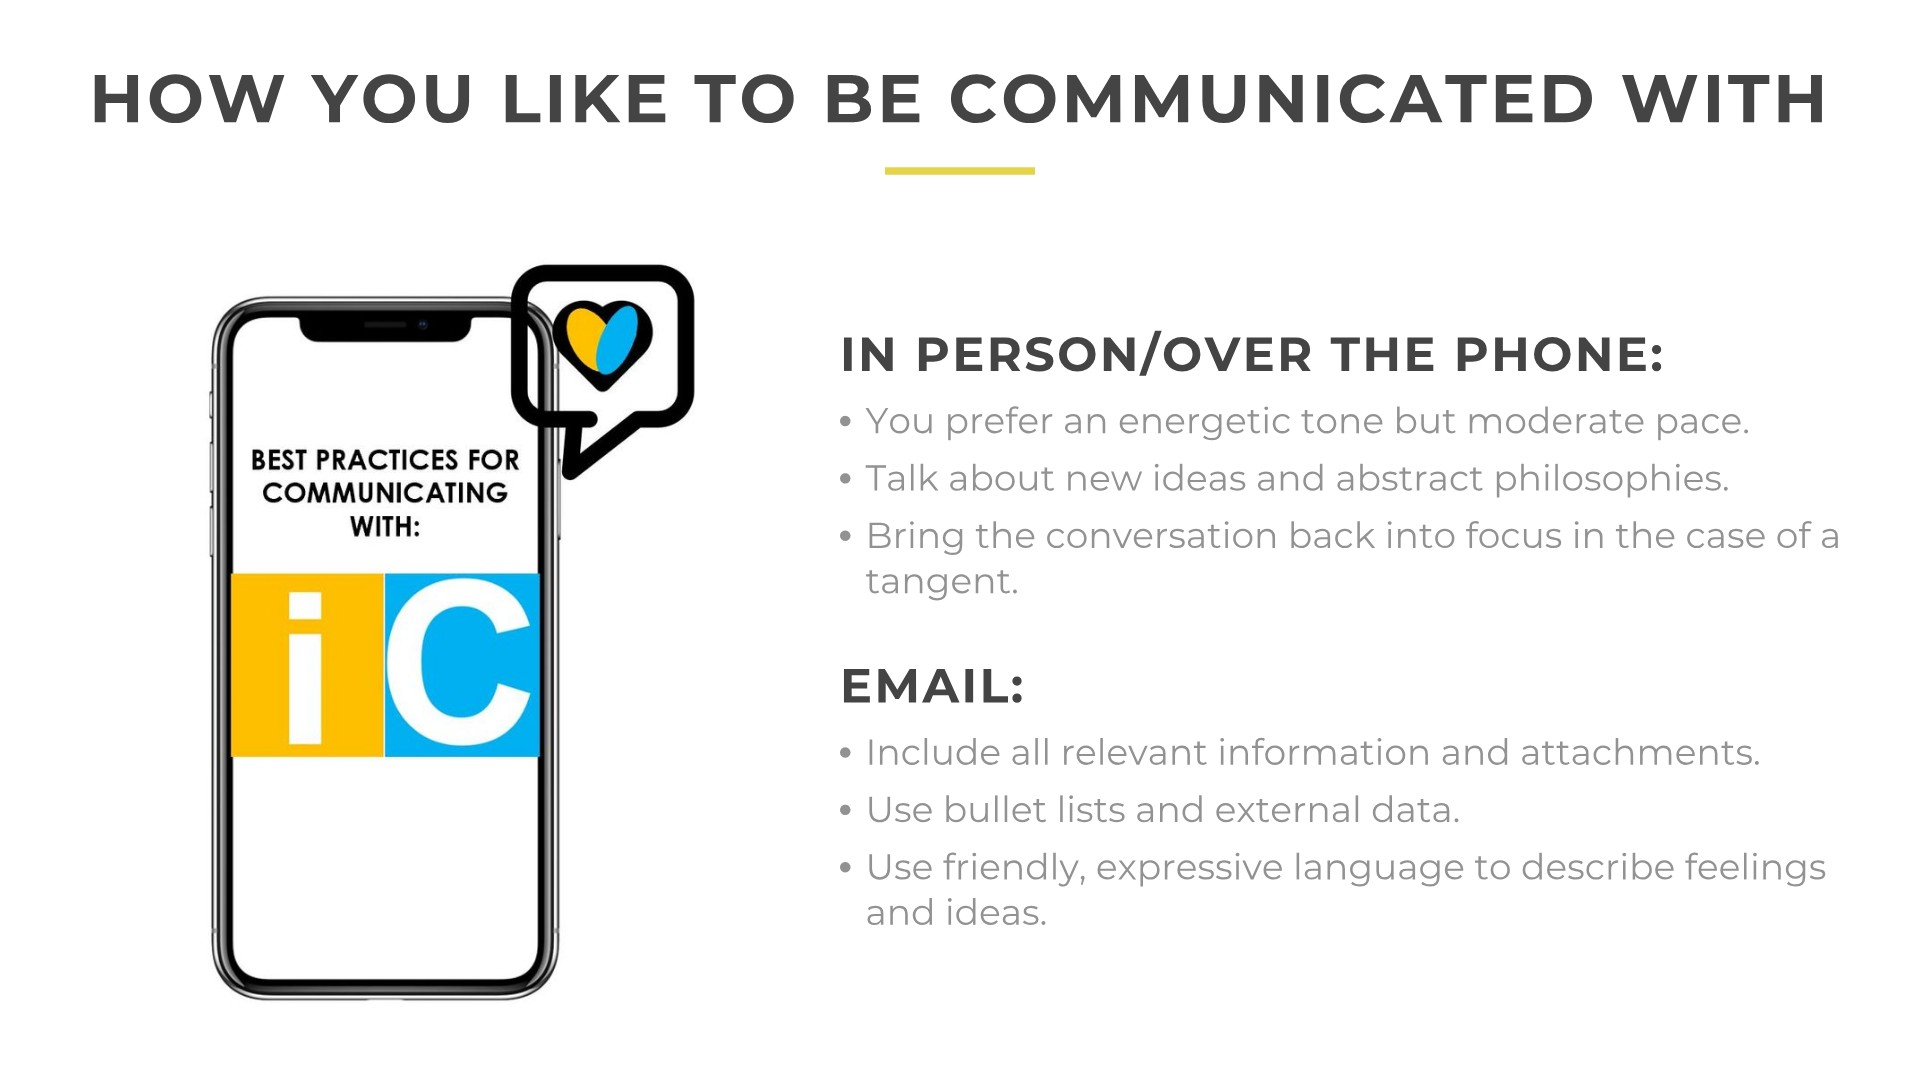 HOW YOU LIKE TO BE COMMUNICATED WITH
BEST PRACTICES FOR
COMMUNICATING
WITH:
iC
IN PERSON/OVER THE PHONE:
• You prefer an energetic tone but moderate pace.
• Talk about new ideas and abstract philosophies.
• Bring the conversation back into focus in the case of a
tangent.
EMAIL:
• Include all relevant information and attachments.
• Use bullet lists and external data.
• Use friendly, expressive language to describe feelings
and ideas.